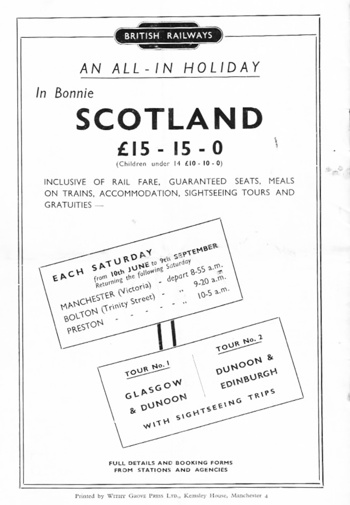 BRITISH RAILWAYS
AN ALL-IN HOLIDAY
In Bonnie
SCOTLAND
£15 - 15 - 0
(Children under 14 £10-10-0)
INCLUSIVE OF RAIL FARE, GUARANTEED SEATS, MEALS
ON TRAINS, ACCOMMODATION, SIGHTSEEING TOURS AND
GRATUITIES —
EACH SATURDAY
from 10th JUNE to 9th SEPTEMBER
Returning the following Saturday
MANCHESTER (Victoria) - depart 8-55 a.m.
BOLTON (Trinity Street) - „ 9-20 a.m.
PRESTON - - - - - „ 10-5 a.m.
TOUR No. 1
GLASGOW
& DUNOON
TOUR No. 2
DUNOON &
EDINBURGH
WITH SIGHTSEEING TRIPS
FULL DETAILS AND BOOKING FORMS
FROM STATIONS AND AGENCIES
Printed by WITHY GROVE PRESS LTD., Kemsley House, Manchester 4